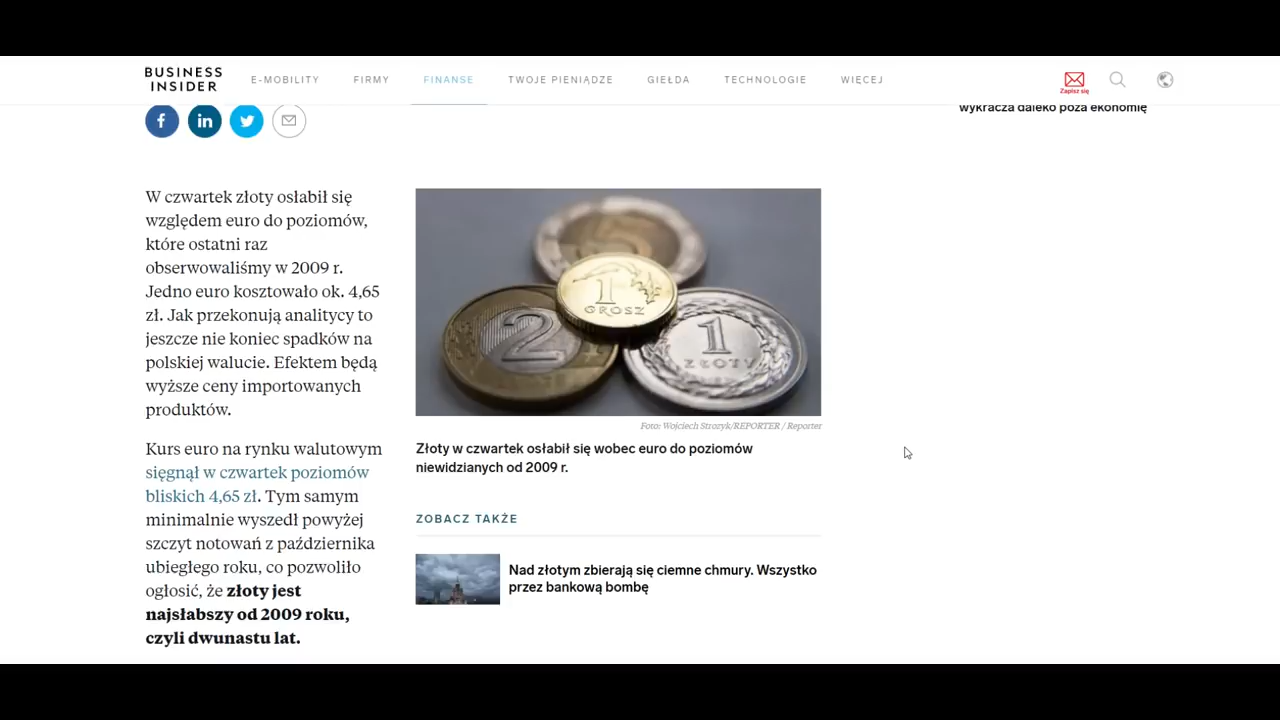 BUSINESS
INSIDER
E-MOBILITY
FIRMY
FINANSE
TWOJE PIENIĄDZE
GIEŁDA
TECHNOLOGIE
WIĘCEJ
Zapisz się
wykracza daleko poza ekonomię
W czwartek złoty osłabił się
względem euro do poziomów,
które ostatni raz
obserwowaliśmy w 2009 r.
Jedno euro kosztowało ok. 4,65
zł. Jak przekonują analitycy to
jeszcze nie koniec spadków na
polskiej walucie. Efektem będą
wyższe ceny importowanych
produktów.
Kurs euro na rynku walutowym
sięgnął w czwartek poziomów
bliskich 4,65 zł. Tym samym
minimalnie wyszedł powyżej
szczyt notowań z października
ubiegłego roku, co pozwoliło
ogłosić, że złoty jest
najsłabszy od 2009 roku,
czyli dwunastu lat.
5
1
GROSZ
2
1
ZŁOTY
Foto: Wojciech Strozyk/REPORTER / Reporter
Złoty w czwartek osłabił się wobec euro do poziomów
niewidzianych od 2009 r.
ZOBACZ TAKŻE
Nad złotym zbierają się ciemne chmury. Wszystko
przez bankową bombę